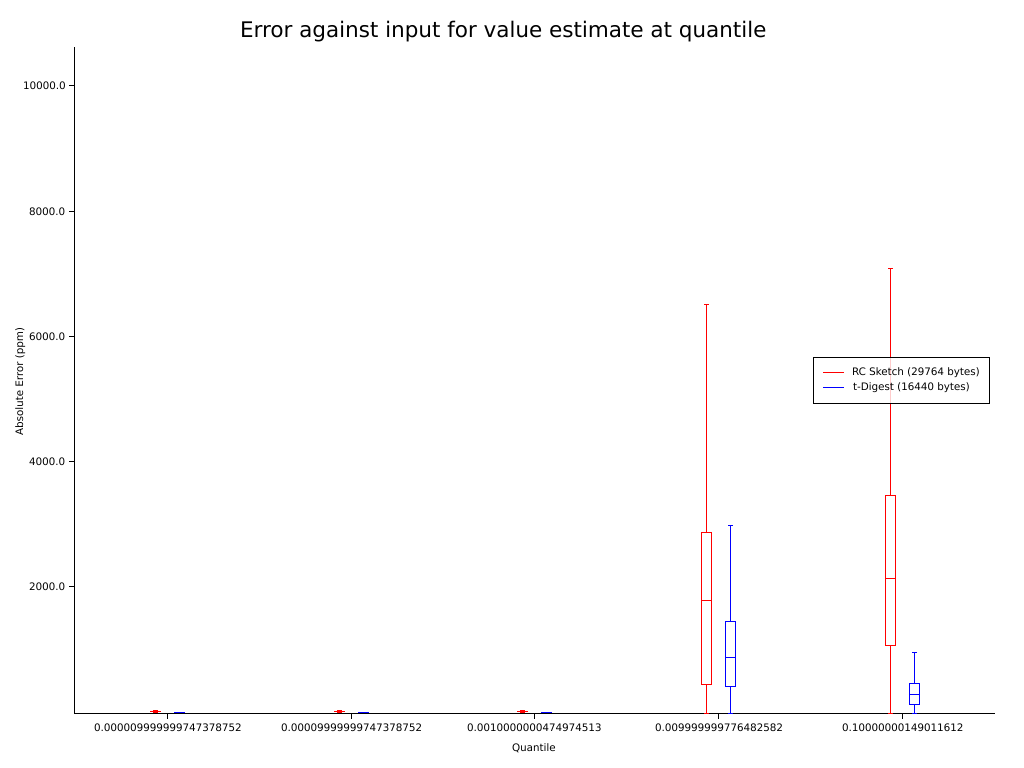 Error against input for value estimate at quantile
10000.0
8000.0
6000.0
4000.0
2000.0
Absolute Error (ppm)
RC Sketch (29764 bytes)
t-Digest (16440 bytes)
0.000009999999747378752
0.00009999999747378752
0.0010000000474974513
0.009999999776482582
0.10000000149011612
Quantile